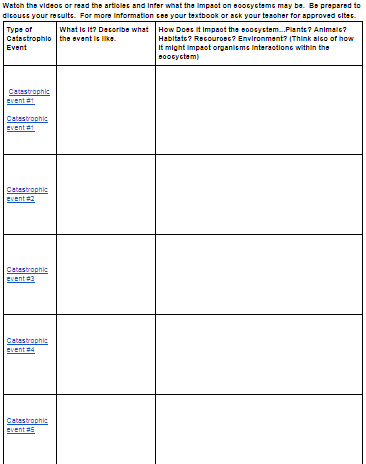 Watch the videos or read the articles and infer what the impact on ecosystems may be. Be prepared to
discuss your results. For more information see your textbook or ask your teacher for approved sites.
Type of
Catastrophic
Event
What is it? Describe what
the event is like.
How Does it impact the ecosystem...Plants? Animals?
Habitats? Resources? Environment? (Think also of how
it might impact organisms interactions within the
ecosystem)
Catastrophic
event #1
Catastrophic
event #1
Catastrophic
event #2
Catastrophic
event #3
Catastrophic
event #4
Catastrophic
event #5